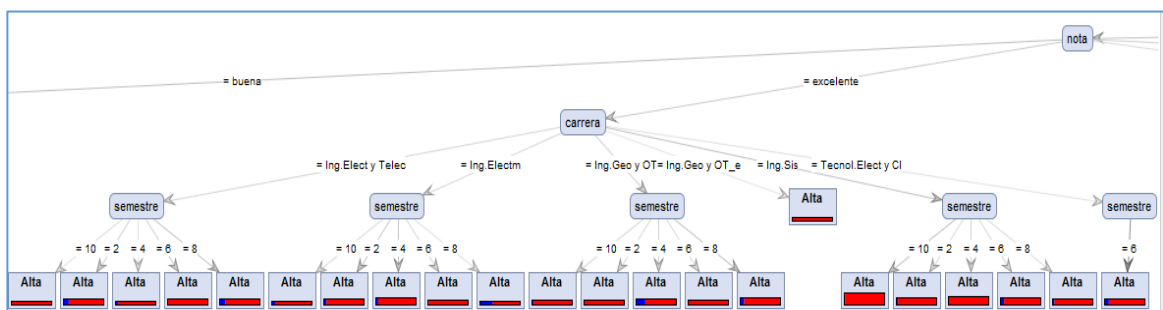 nota
= buena
= excelente
carrera
= Ing.Elect y Telec
= Ing.Electm
= Ing.Geo y OT
= Ing.Geo y OT_e
= Ing.Sis
= Tecnol.Elect y Cl
Alta
semestre
semestre
semestre
semestre
semestre
= 10 = 2 = 4 = 6 = 8
= 10 = 2 = 4 = 6 = 8
= 10 = 2 = 4 = 6 = 8
= 10 = 2 = 4 = 6 = 8
= 6
Alta Alta Alta Alta Alta Alta Alta Alta Alta Alta Alta Alta Alta Alta Alta Alta Alta Alta Alta Alta Alta